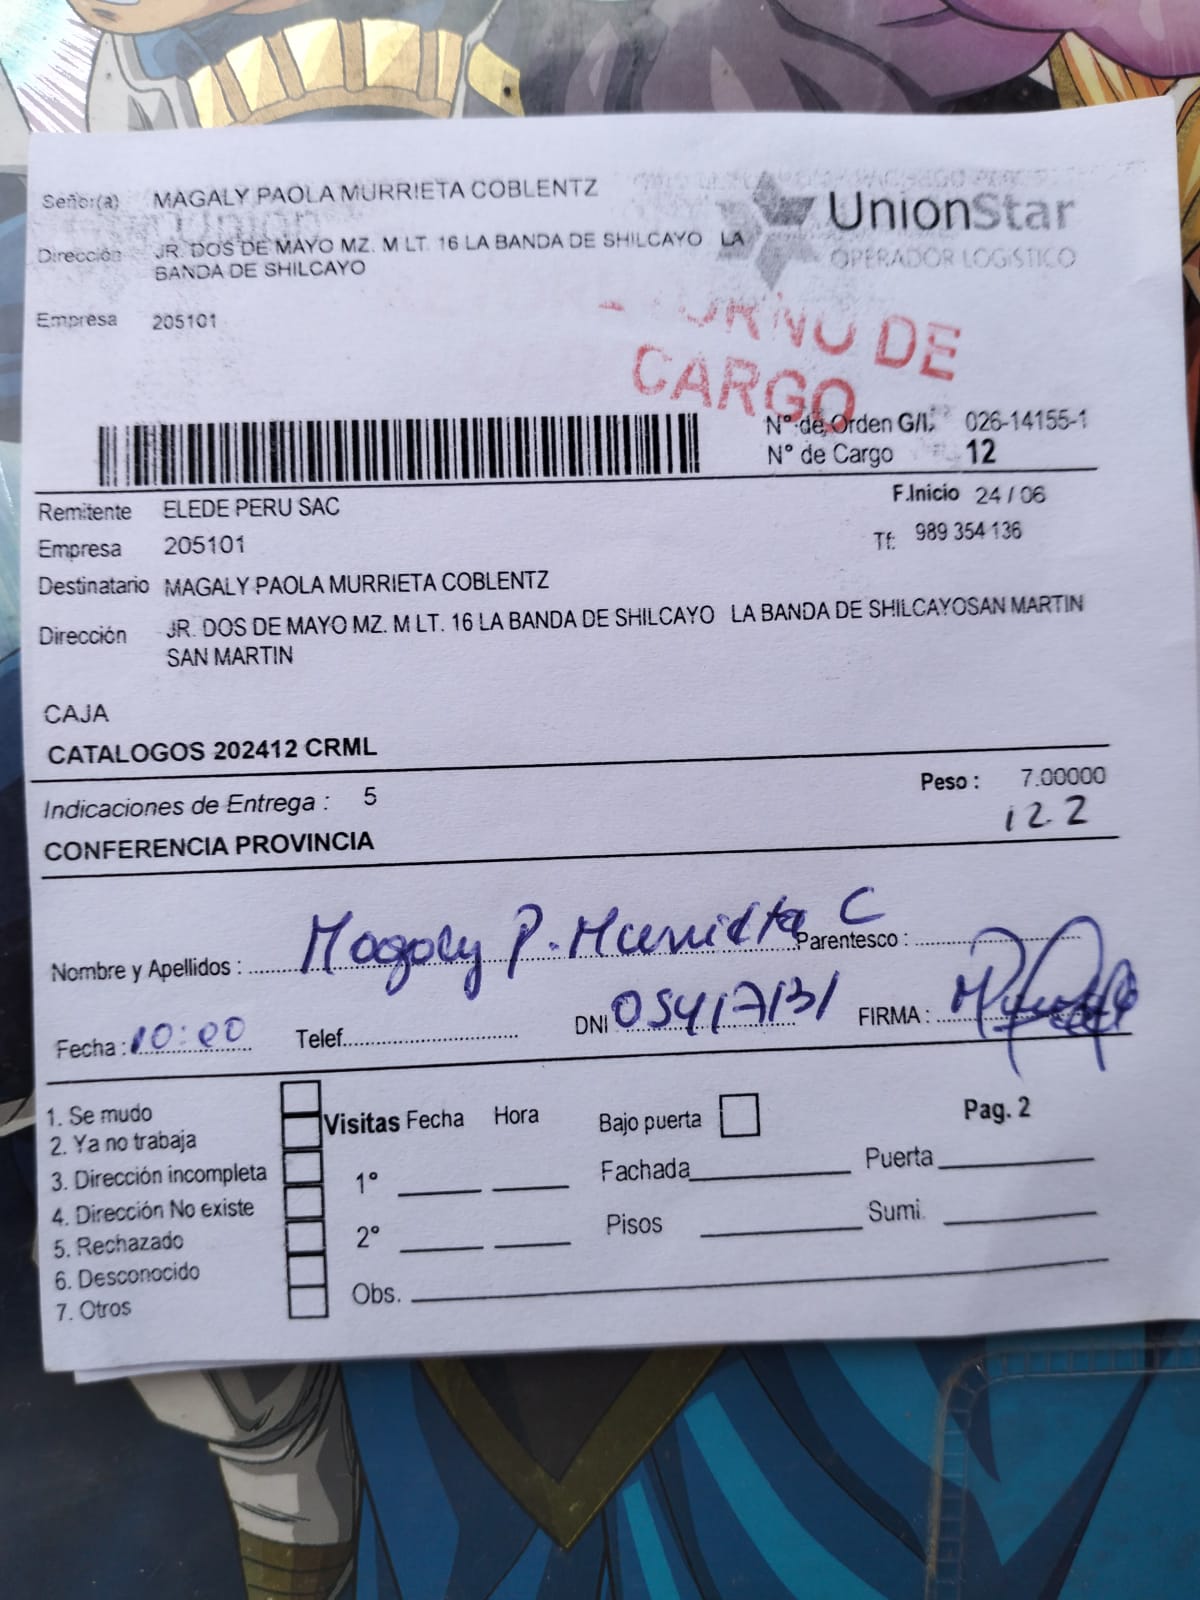 Señor(a) MAGALY PAOLA MURRIETA COBLENTZ
UnionStar
OPERADOR LOGISTICO
Dirección JR. DOS DE MAYO MZ. M LT. 16 LA BANDA DE SHILCAYO LA
BANDA DE SHILCAYO
Empresa 205101
DE
CARGO
N° de Orden G/I. 026-14155-1
N° de Cargo 12
Remitente ELEDE PERU SAC
F.Inicio 24 / 06
Empresa 205101
Tf: 989 354 136
Destinatario MAGALY PAOLA MURRIETA COBLENTZ
Dirección JR. DOS DE MAYO MZ. M LT. 16 LA BANDA DE SHILCAYO LA BANDA DE SHILCAYOSAN MARTIN
SAN MARTIN
CAJA
CATALOGOS 202412 CRML
Indicaciones de Entrega : 5
Peso : 7.00000
12.2
CONFERENCIA PROVINCIA
Nombre y Apellidos : Magaly P. Murrieta C Parentesco :
Fecha : 10:00 Telef. DNI 05417131 FIRMA :
1. Se mudo
2. Ya no trabaja
3. Dirección incompleta
4. Dirección No existe
5. Rechazado
6. Desconocido
7. Otros
Visitas Fecha Hora
1°
2°
Obs.
Bajo puerta
Pag. 2
Fachada Puerta
Pisos Sumi.